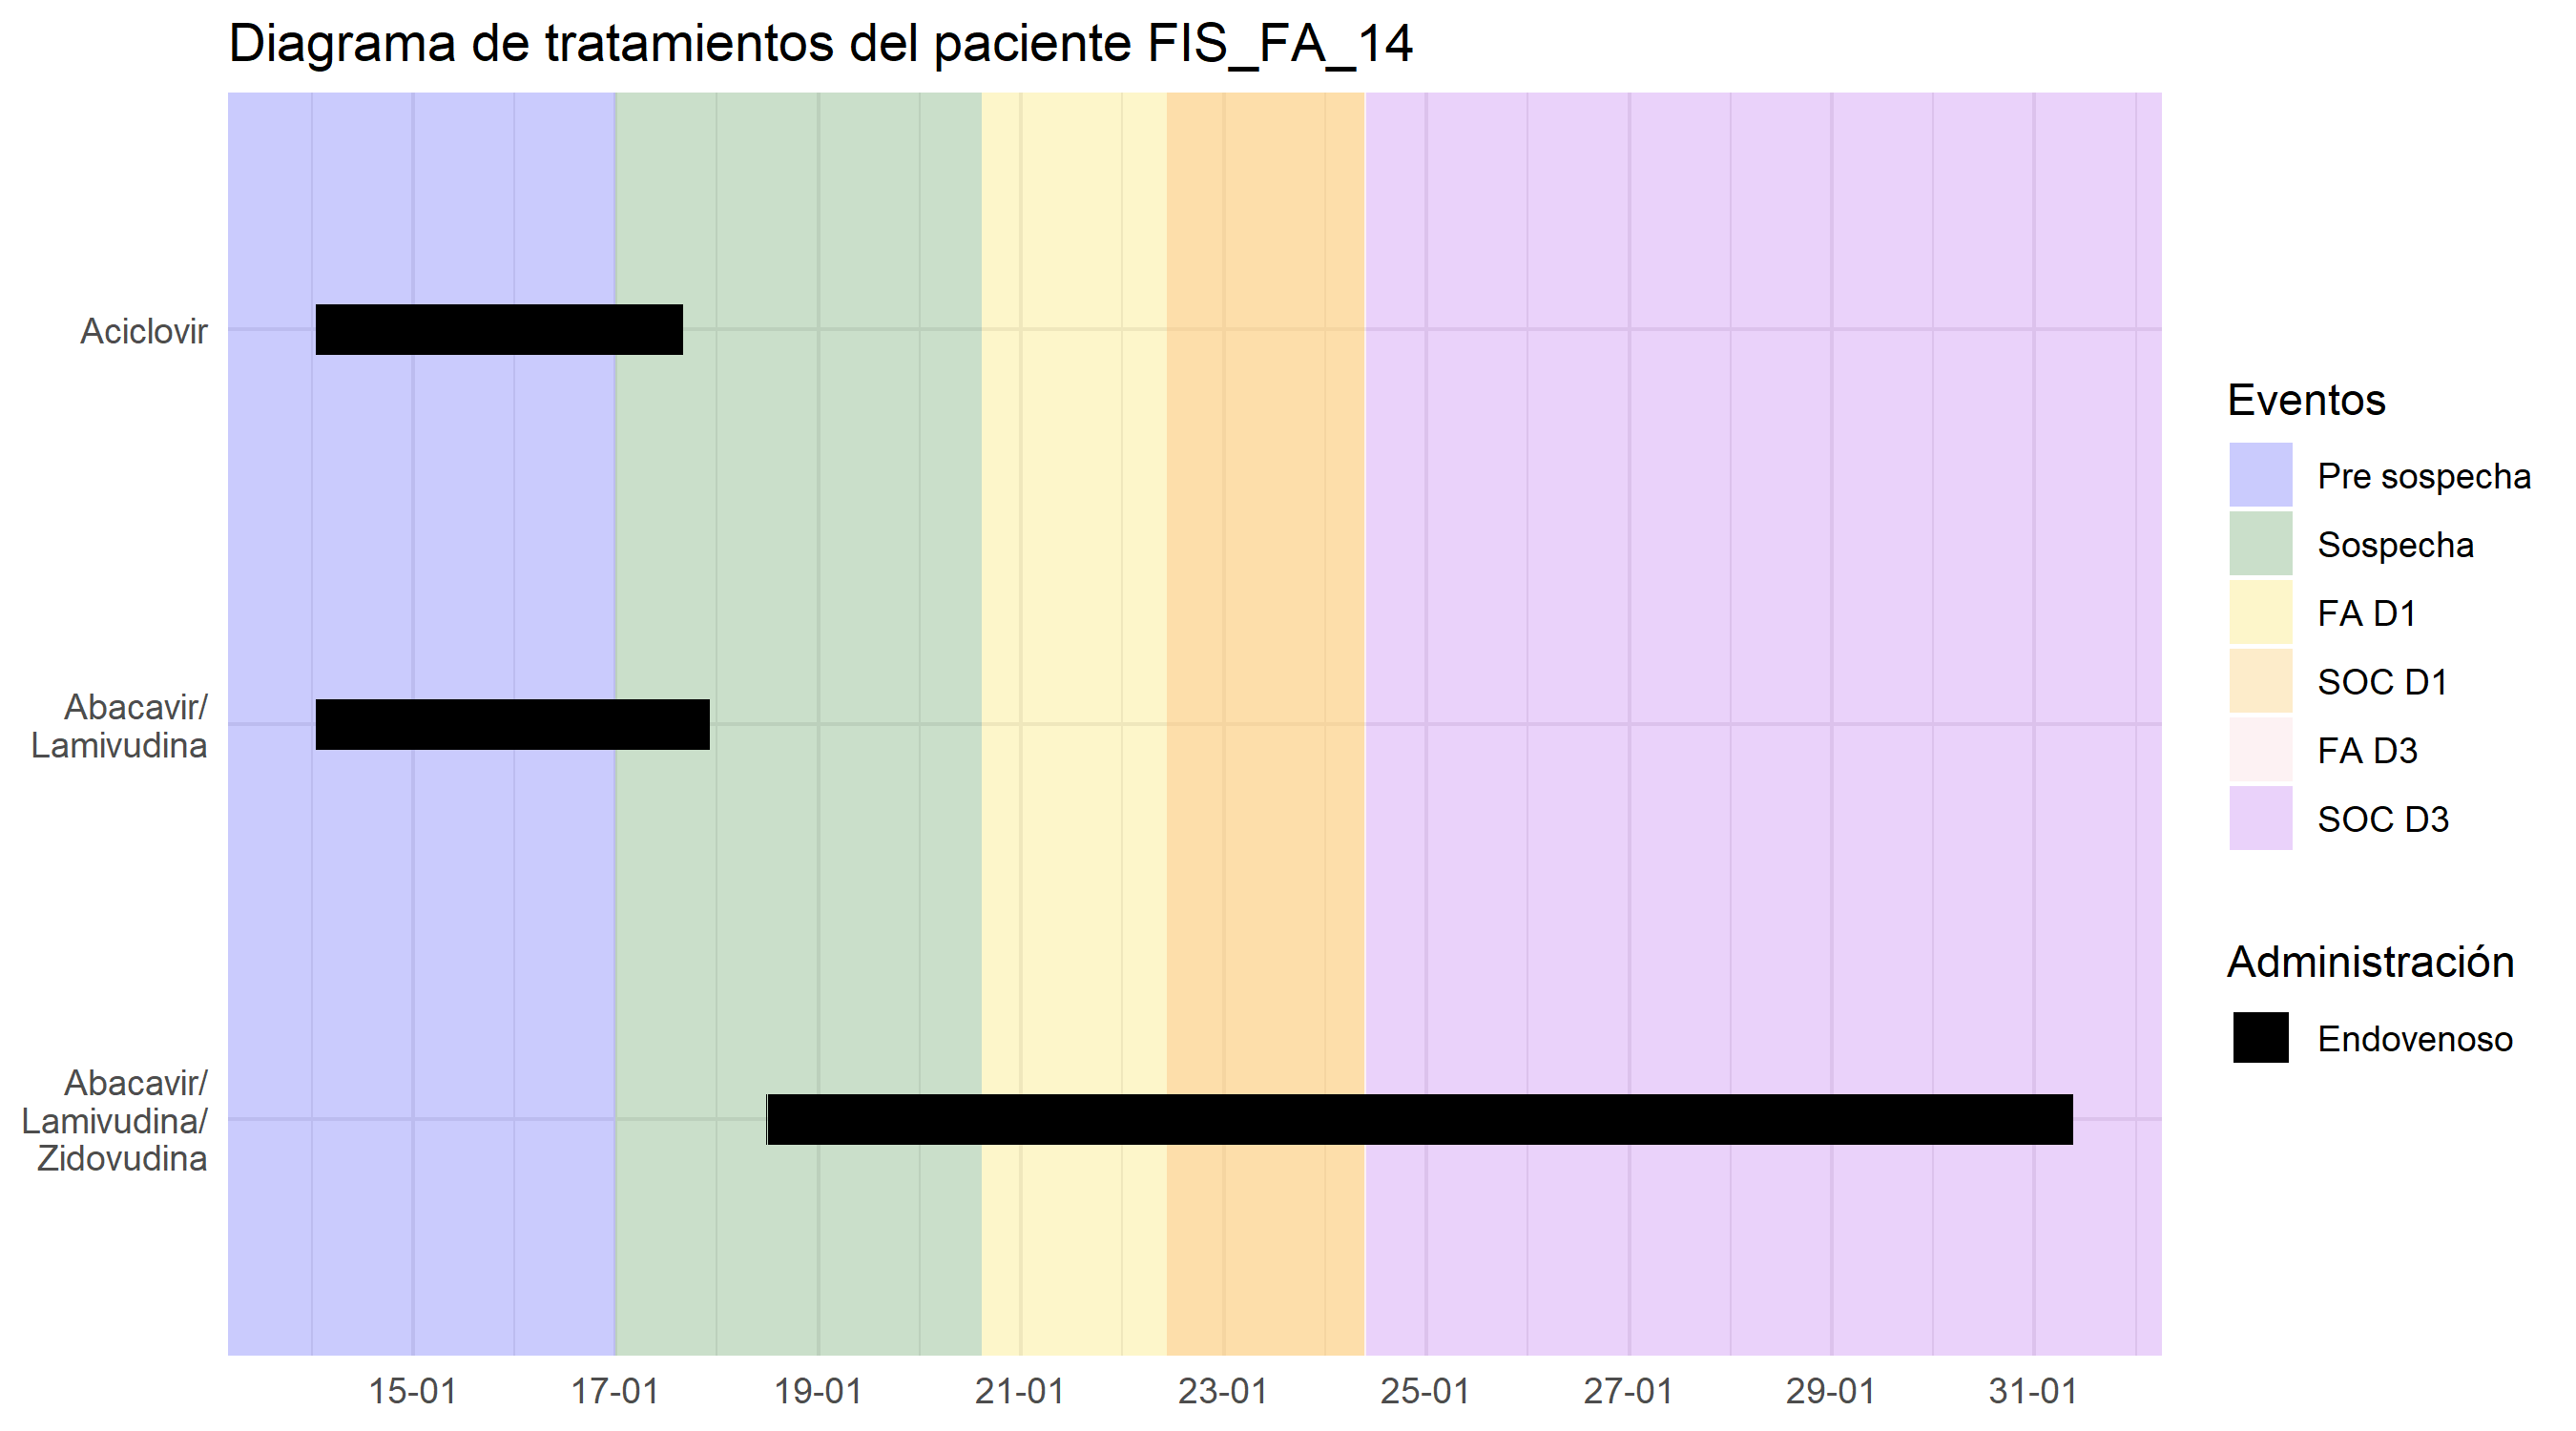 Diagrama de tratamientos del paciente FIS_FA_14
Aciclovir
Abacavir/
Lamivudina
Abacavir/
Lamivudina/
Zidovudina
15-01
17-01
19-01
21-01
23-01
25-01
27-01
29-01
31-01
Eventos
Pre sospecha
Sospecha
FA D1
SOC D1
FA D3
SOC D3
Administración
Endovenoso